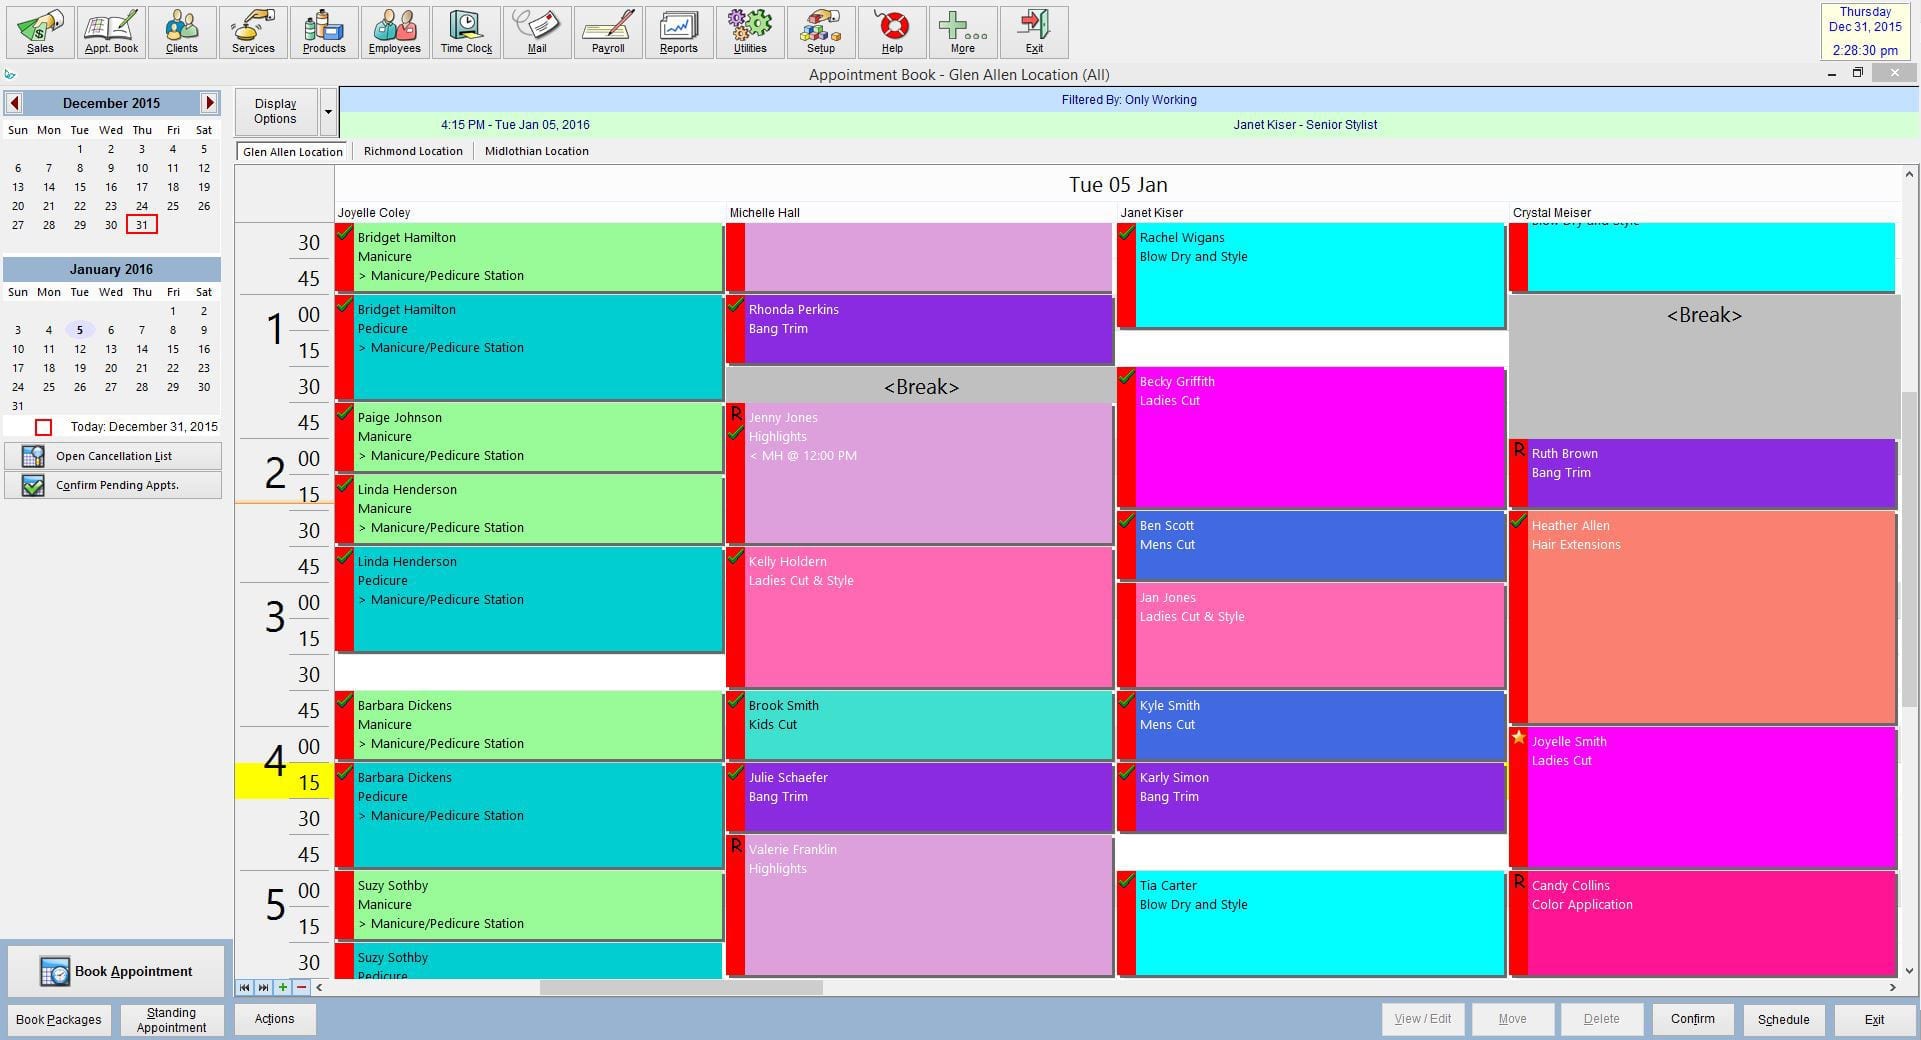 Sales
Appt. Book
Clients
Services
Products
Employees
Time Clock
Mail
Payroll
Reports
Utilities
Setup
Help
More
Exit
Thursday
Dec 31, 2015
2:28:30 pm
Appointment Book - Glen Allen Location (All)
December 2015
Sun Mon Tue Wed Thu Fri Sat
1 2 3 4 5
6 7 8 9 10 11 12
13 14 15 16 17 18 19
20 21 22 23 24 25 26
27 28 29 30 31
January 2016
Sun Mon Tue Wed Thu Fri Sat
1 2
3 4 5 6 7 8 9
10 11 12 13 14 15 16
17 18 19 20 21 22 23
24 25 26 27 28 29 30
31
Today: December 31, 2015
Open Cancellation List
Confirm Pending Appts.
Book Appointment
Book Packages
Standing
Appointment
Display
Options
Filtered By: Only Working
4:15 PM - Tue Jan 05, 2016
Janet Kiser - Senior Stylist
Glen Allen Location
Richmond Location
Midlothian Location
Tue 05 Jan
Joyelle Coley
Michelle Hall
Janet Kiser
Crystal Meiser
30
45
1 00
15
30
45
2 00
15
30
45
3 00
15
30
45
4 00
15
30
45
5 00
15
30
Bridget Hamilton
Manicure
> Manicure/Pedicure Station
Bridget Hamilton
Pedicure
> Manicure/Pedicure Station
Paige Johnson
Manicure
> Manicure/Pedicure Station
Linda Henderson
Manicure
> Manicure/Pedicure Station
Linda Henderson
Pedicure
> Manicure/Pedicure Station
Barbara Dickens
Manicure
> Manicure/Pedicure Station
Barbara Dickens
Pedicure
> Manicure/Pedicure Station
Suzy Sothby
Manicure
> Manicure/Pedicure Station
Suzy Sothby
Pedicure
Rhonda Perkins
Bang Trim
<Break>
R Jenny Jones
Highlights
< MH @ 12:00 PM
Kelly Holdern
Ladies Cut & Style
Brook Smith
Kids Cut
Julie Schaefer
Bang Trim
R Valerie Franklin
Highlights
Rachel Wigans
Blow Dry and Style
Becky Griffith
Ladies Cut
Ben Scott
Mens Cut
Jan Jones
Ladies Cut & Style
Kyle Smith
Mens Cut
Karly Simon
Bang Trim
Tia Carter
Blow Dry and Style
Blow Dry and Style
<Break>
R Ruth Brown
Bang Trim
Heather Allen
Hair Extensions
Joyelle Smith
Ladies Cut
R Candy Collins
Color Application
Actions
View / Edit
Move
Delete
Confirm
Schedule
Exit